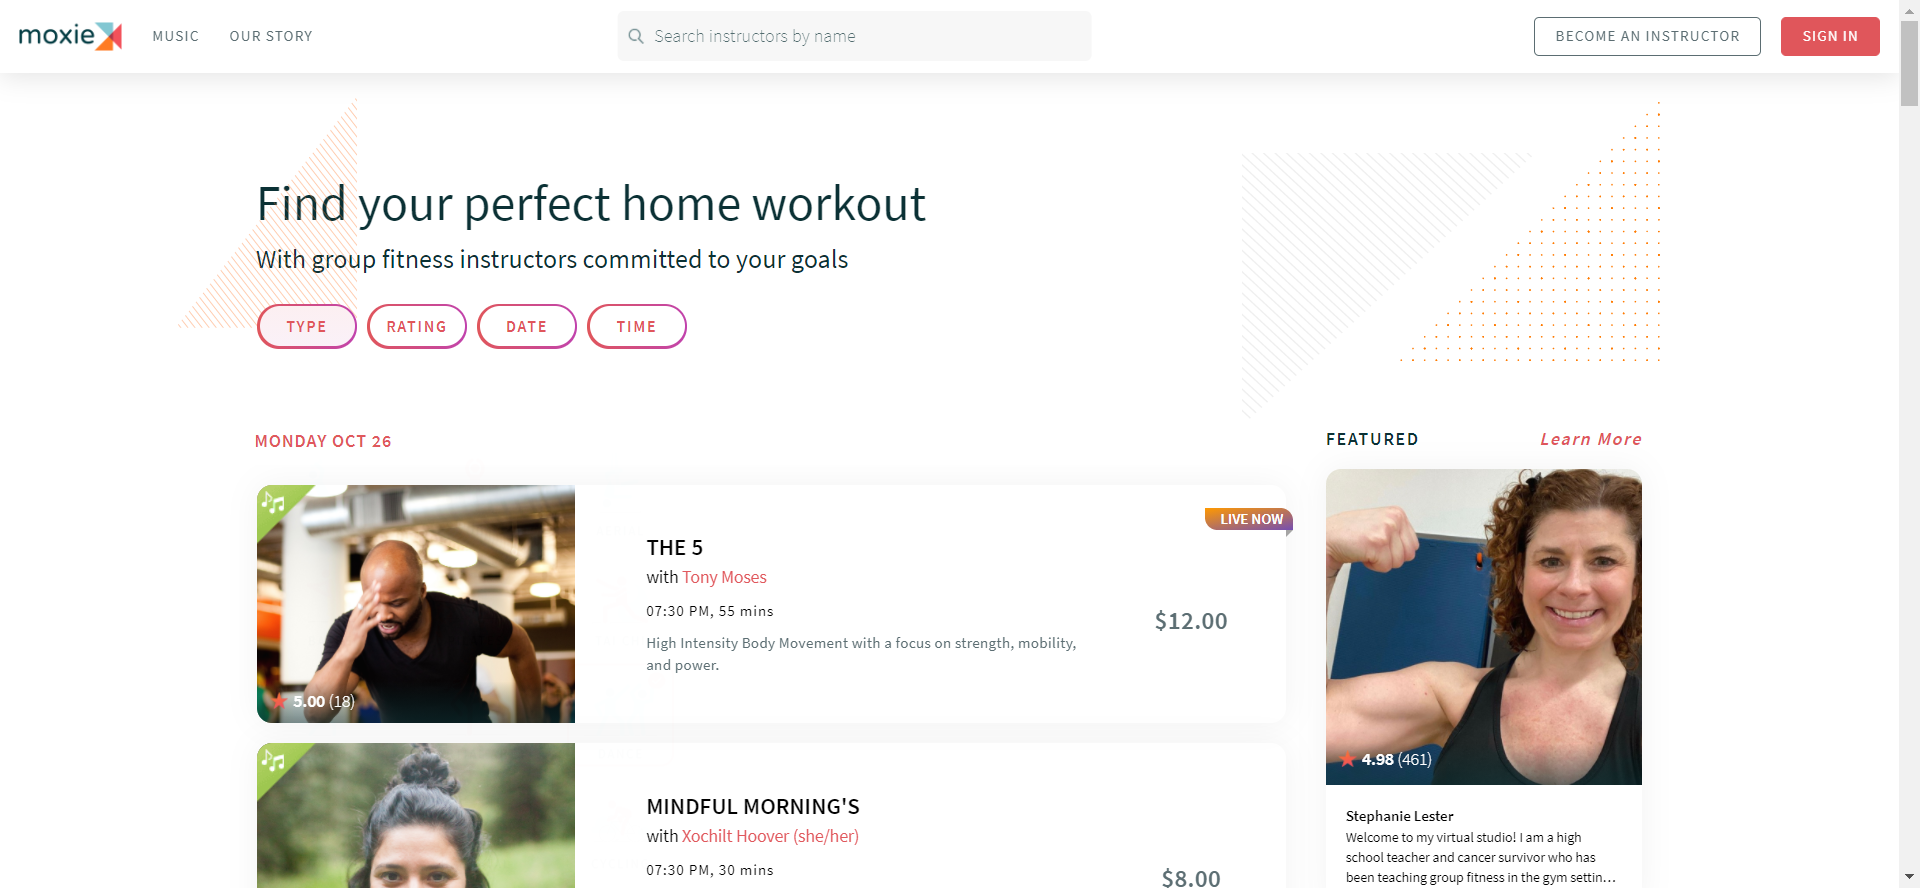 moxie
MUSIC
OUR STORY
Search instructors by name
BECOME AN INSTRUCTOR
SIGN IN
Find your perfect home workout
With group fitness instructors committed to your goals
TYPE
RATING
DATE
TIME
MONDAY OCT 26
LIVE NOW
THE 5
with Tony Moses
07:30 PM, 55 mins
High Intensity Body Movement with a focus on strength, mobility,
and power.
$12.00
5.00 (18)
MINDFUL MORNING'S
with Xochilt Hoover (she/her)
07:30 PM, 30 mins
$8.00
FEATURED
Learn More
4.98 (461)
Stephanie Lester
Welcome to my virtual studio! I am a high
school teacher and cancer survivor who has
been teaching group fitness in the gym settin...